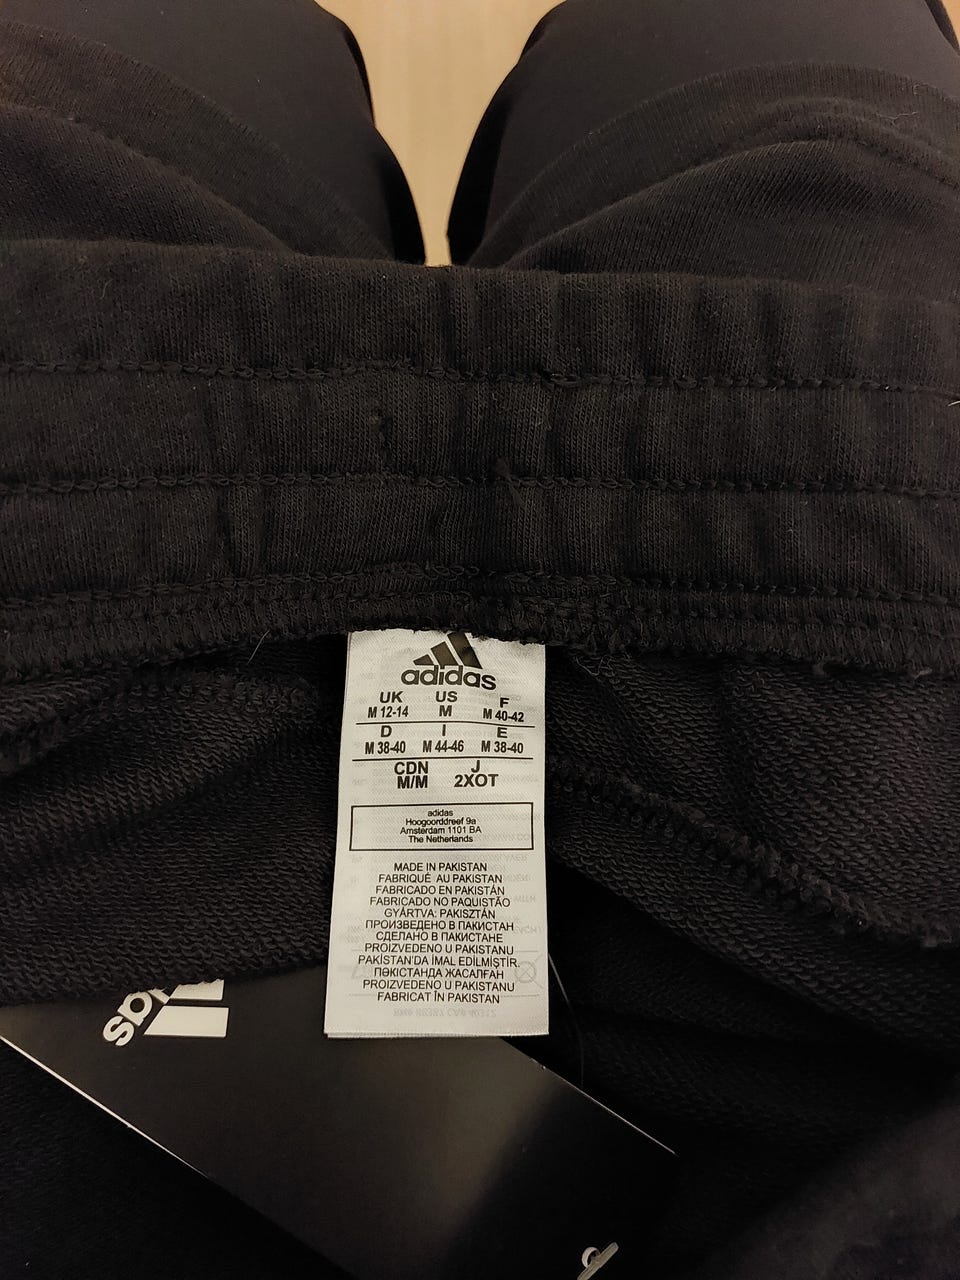 adidas
UK US F
M 12-14 M M 40-42
D I E
M 38-40 M 44-46 M 38-40
CDN J
M/M 2XOT
adidas
Hoogoorddreef 9a
Amsterdam 1101 BA
The Netherlands
MADE IN PAKISTAN
FABRIQUÉ AU PAKISTAN
FABRICADO EN PAKISTÁN
FABRICADO NO PAQUISTÃO
GYÁRTVA: PAKISZTÁN
ПРОИЗВЕДЕНО В ПАКИСТАН
СДЕЛАНО В ПАКИСТАНЕ
PROIZVEDENO U PAKISTANU
PAKİSTAN'DA İMAL EDİLMİŞTİR.
ПӘКІСТАНДА ЖАСАЛҒАН
PROIZVEDENO U PAKISTANU
FABRICAT ÎN PAKISTAN